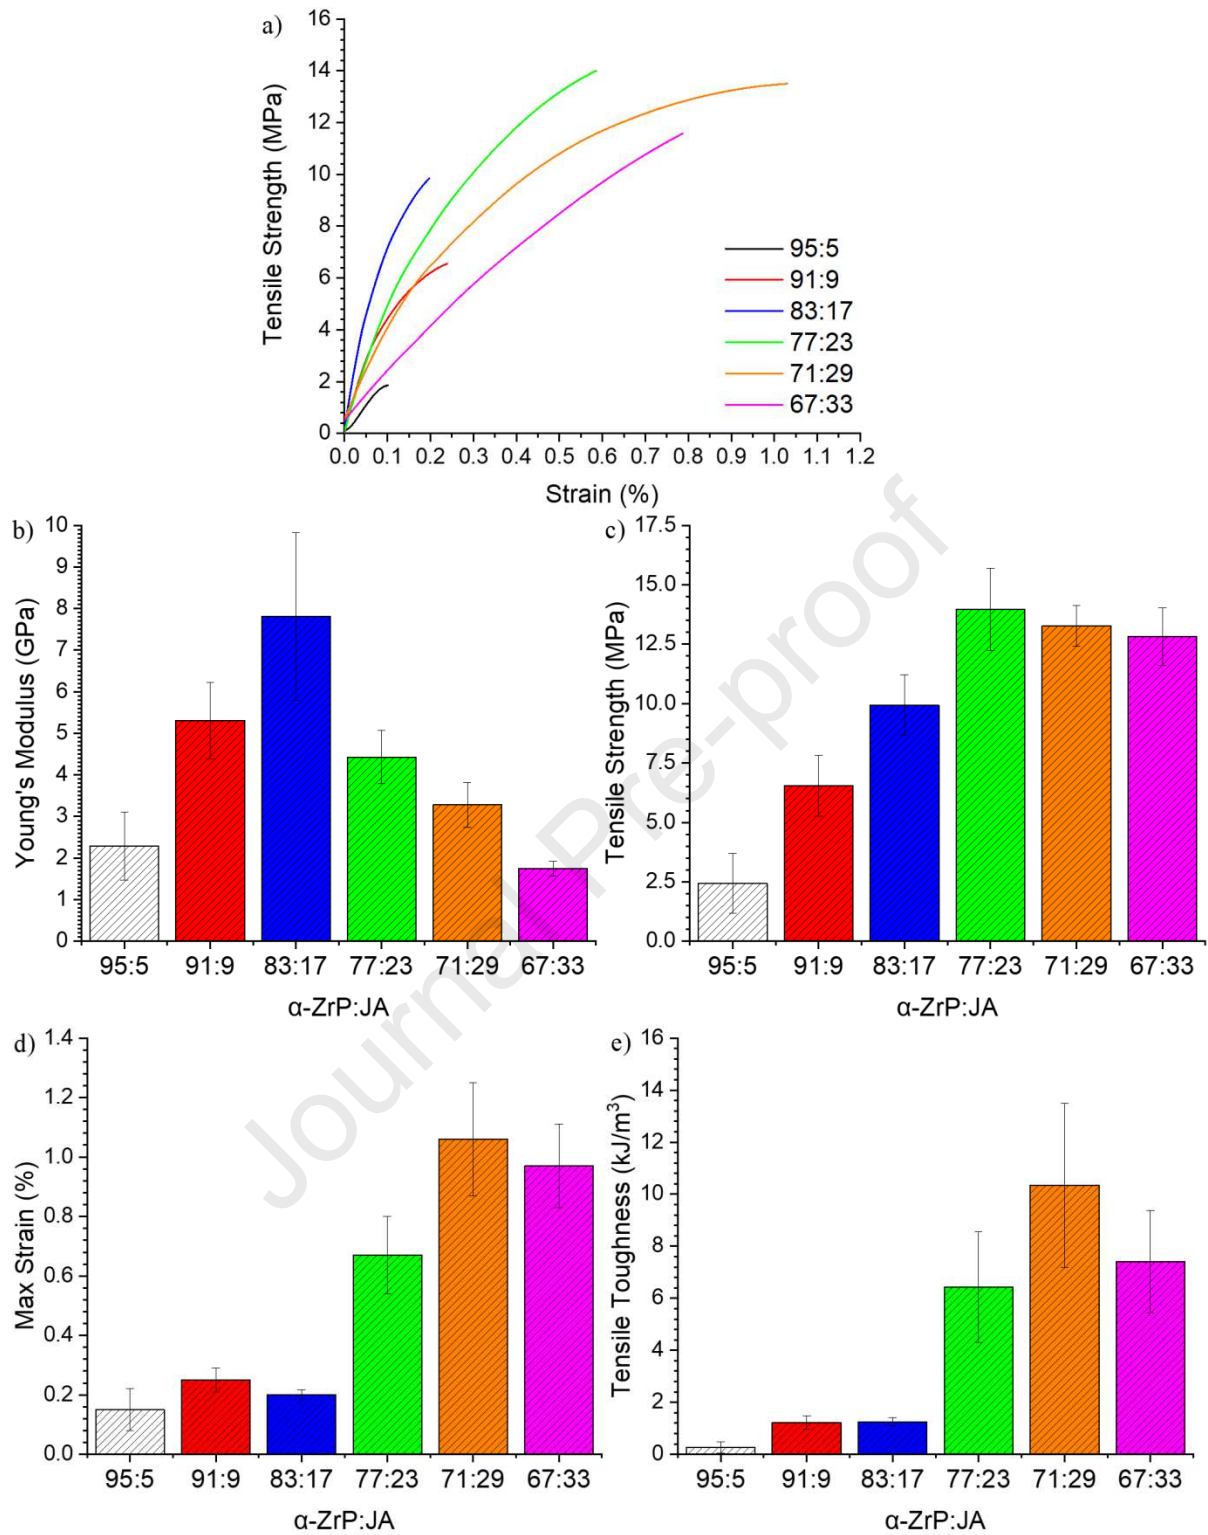 a)
Tensile Strength (MPa)
16
14
12
10
8
6
4
2
0
0.0 0.1 0.2 0.3 0.4 0.5 0.6 0.7 0.8 0.9 1.0 1.1 1.2
Strain (%)
95:5
91:9
83:17
77:23
71:29
67:33
b)
Young's Modulus (GPa)
10
9
8
7
6
5
4
3
2
1
0
95:5 91:9 83:17 77:23 71:29 67:33
α-ZrP:JA
c)
Tensile Strength (MPa)
17.5
15.0
12.5
10.0
7.5
5.0
2.5
0.0
95:5 91:9 83:17 77:23 71:29 67:33
α-ZrP:JA
d)
Max Strain (%)
1.4
1.2
1.0
0.8
0.6
0.4
0.2
0.0
95:5 91:9 83:17 77:23 71:29 67:33
α-ZrP:JA
e)
Tensile Toughness (kJ/m³)
16
14
12
10
8
6
4
2
0
95:5 91:9 83:17 77:23 71:29 67:33
α-ZrP:JA
Journal Pre-proof